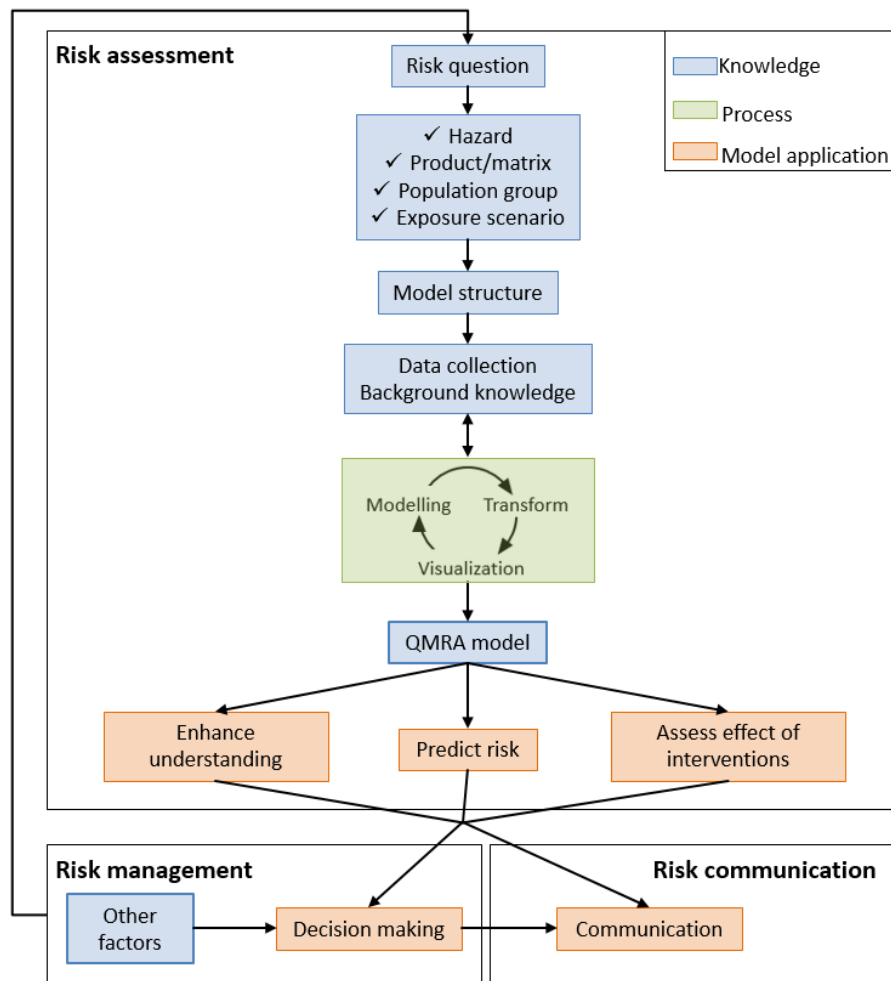 Risk assessment
Risk question
Knowledge
Process
Model application
✓ Hazard
✓ Product/matrix
✓ Population group
✓ Exposure scenario
Model structure
Data collection
Background knowledge
Modelling
Transform
Visualization
QMRA model
Enhance
understanding
Predict risk
Assess effect of
interventions
Risk management
Risk communication
Other
factors
Decision making
Communication